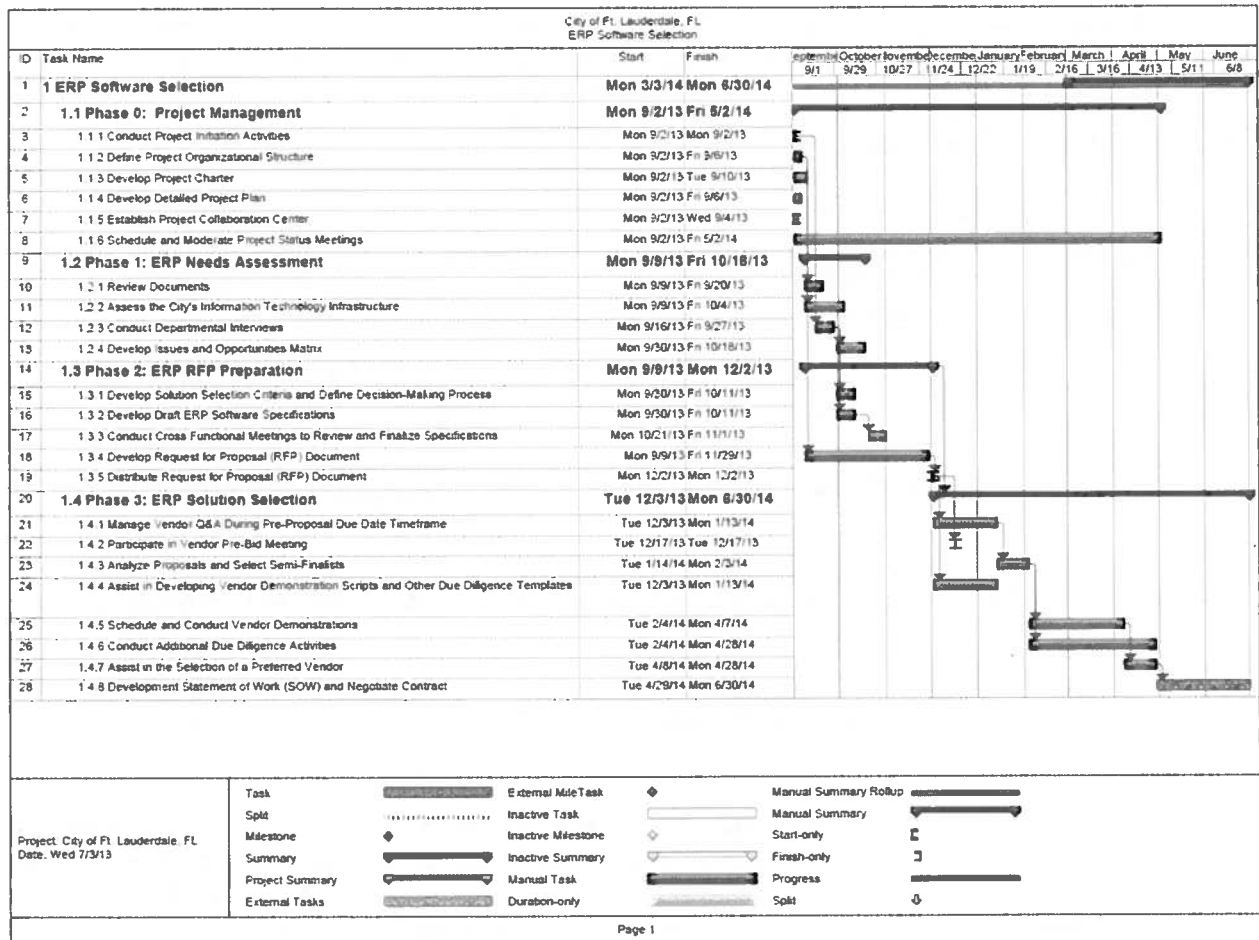 City of Ft. Lauderdale, FL
ERP Software Selection
ID Task Name Start Finish eptembe October Novembe Decembe January Februar March April May June
9/1 9/29 10/27 11/24 12/22 1/19 2/16 3/16 4/13 5/11 6/8
1 1 ERP Software Selection Mon 3/3/14 Mon 6/30/14
2 1.1 Phase 0: Project Management Mon 9/2/13 Fri 5/2/14
3 1.1.1 Conduct Project Initiation Activities Mon 9/2/13 Mon 9/2/13
4 1.1.2 Define Project Organizational Structure Mon 9/2/13 Fri 9/6/13
5 1.1.3 Develop Project Charter Mon 9/2/13 Tue 9/10/13
6 1.1.4 Develop Detailed Project Plan Mon 9/2/13 Fri 9/6/13
7 1.1.5 Establish Project Collaboration Center Mon 9/2/13 Wed 9/4/13
8 1.1.6 Schedule and Moderate Project Status Meetings Mon 9/2/13 Fri 5/2/14
9 1.2 Phase 1: ERP Needs Assessment Mon 9/9/13 Fri 10/18/13
10 1.2.1 Review Documents Mon 9/9/13 Fri 9/20/13
11 1.2.2 Assess the City's Information Technology Infrastructure Mon 9/9/13 Fri 10/4/13
12 1.2.3 Conduct Departmental Interviews Mon 9/16/13 Fri 9/27/13
13 1.2.4 Develop Issues and Opportunities Matrix Mon 9/30/13 Fri 10/18/13
14 1.3 Phase 2: ERP RFP Preparation Mon 9/9/13 Mon 12/2/13
15 1.3.1 Develop Solution Selection Criteria and Define Decision-Making Process Mon 9/30/13 Fri 10/11/13
16 1.3.2 Develop Draft ERP Software Specifications Mon 9/30/13 Fri 10/11/13
17 1.3.3 Conduct Cross Functional Meetings to Review and Finalize Specifications Mon 10/21/13 Fri 11/1/13
18 1.3.4 Develop Request for Proposal (RFP) Document Mon 9/9/13 Fri 11/29/13
19 1.3.5 Distribute Request for Proposal (RFP) Document Mon 12/2/13 Mon 12/2/13
20 1.4 Phase 3: ERP Solution Selection Tue 12/3/13 Mon 6/30/14
21 1.4.1 Manage Vendor Q&A During Pre-Proposal Due Date Timeframe Tue 12/3/13 Mon 1/13/14
22 1.4.2 Participate in Vendor Pre-Bid Meeting Tue 12/17/13 Tue 12/17/13
23 1.4.3 Analyze Proposals and Select Semi-Finalists Tue 1/14/14 Mon 2/3/14
24 1.4.4 Assist in Developing Vendor Demonstration Scripts and Other Due Diligence Templates Tue 12/3/13 Mon 1/13/14
25 1.4.5 Schedule and Conduct Vendor Demonstrations Tue 2/4/14 Mon 4/7/14
26 1.4.6 Conduct Additional Due Diligence Activities Tue 2/4/14 Mon 4/28/14
27 1.4.7 Assist in the Selection of a Preferred Vendor Tue 4/8/14 Mon 4/28/14
28 1.4.8 Development Statement of Work (SOW) and Negotiate Contract Tue 4/29/14 Mon 6/30/14
Project: City of Ft. Lauderdale, FL
Date: Wed 7/3/13
Task External MileTask Manual Summary Rollup
Split Inactive Task Manual Summary
Milestone Inactive Milestone Start-only
Summary Inactive Summary Finish-only
Project Summary Manual Task Progress
External Tasks Duration-only Split
Page 1